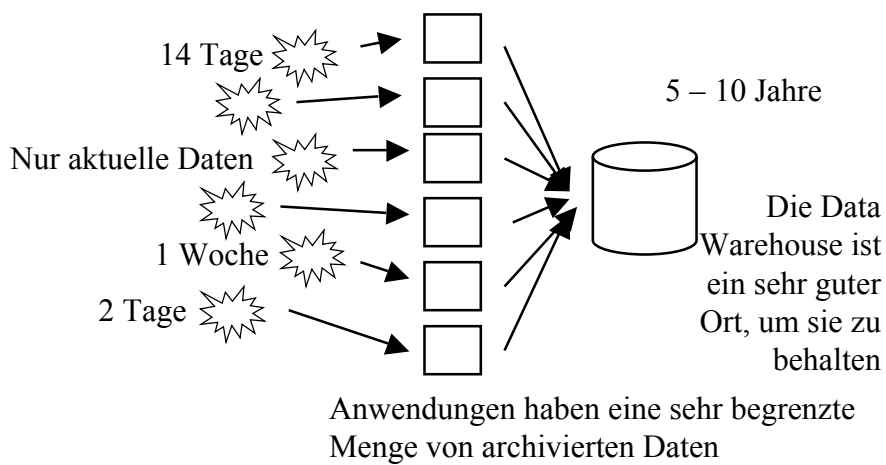 14 Tage
5 – 10 Jahre
Nur aktuelle Daten
1 Woche
2 Tage
Die Data
Warehouse ist
ein sehr guter
Ort, um sie zu
behalten
Anwendungen haben eine sehr begrenzte
Menge von archivierten Daten